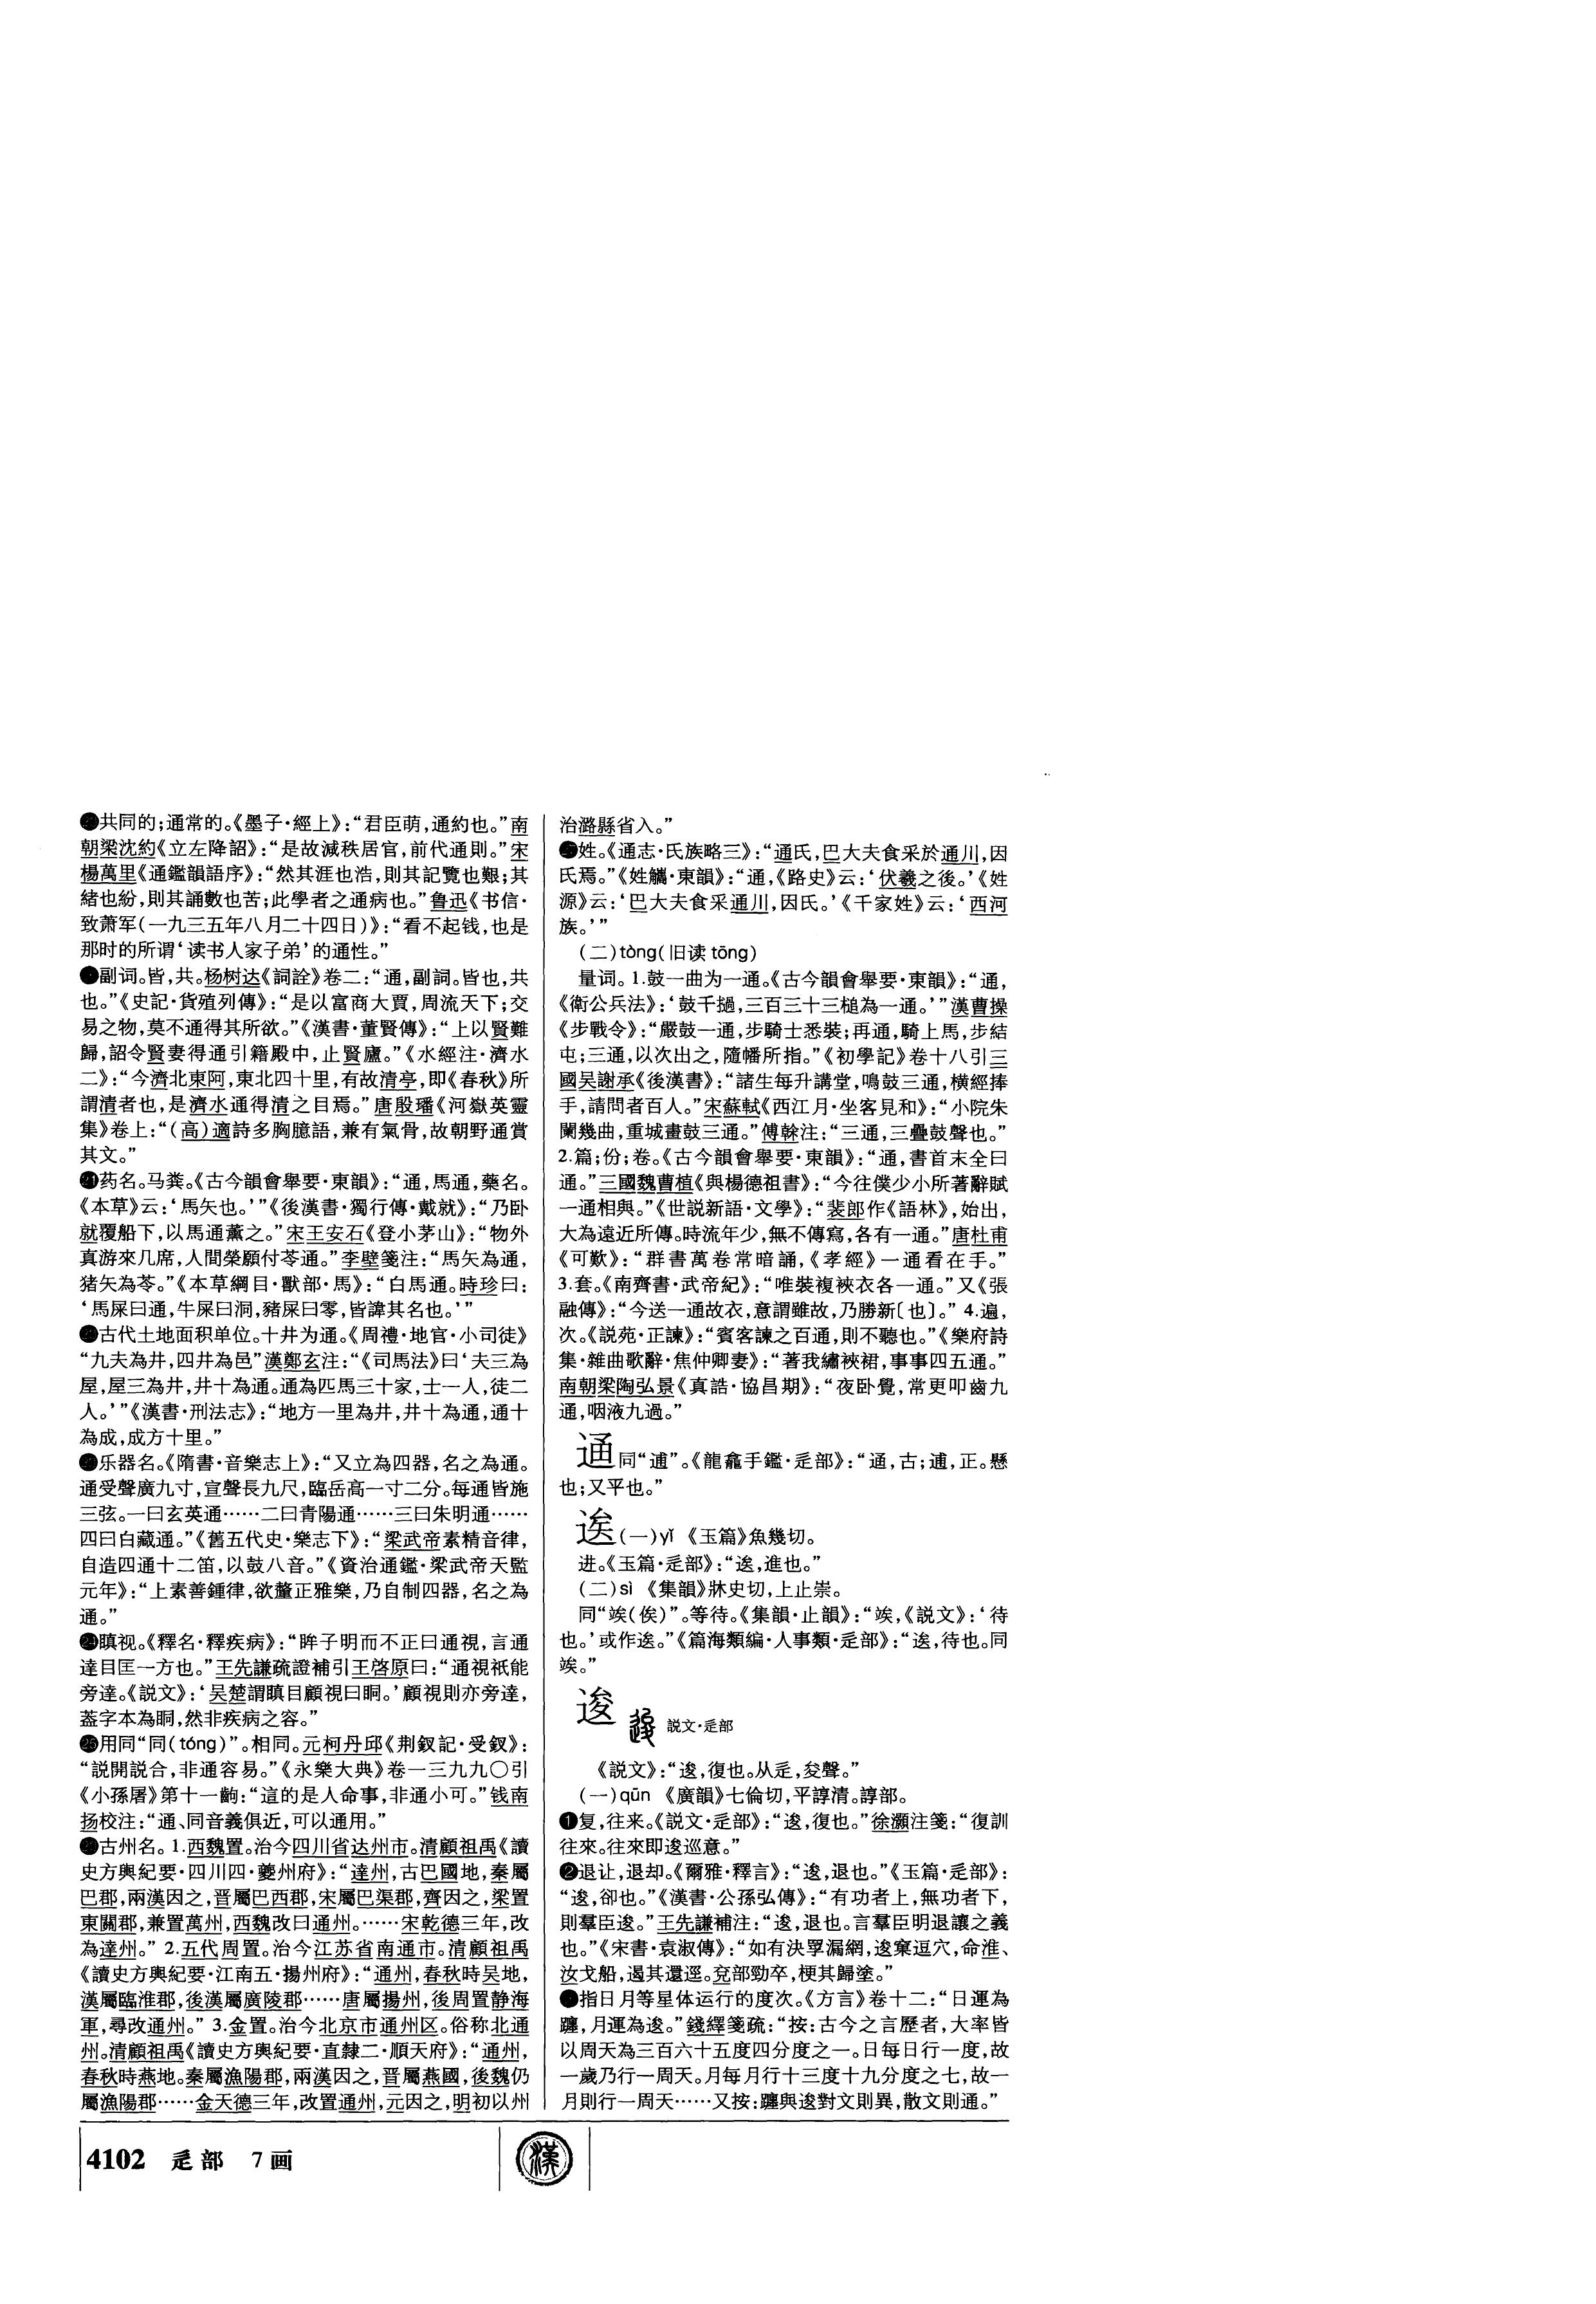 共同的；通常的。《墨子·經上》：“君臣萌，通約也。”南
朝梁沈約《立左降詔》：“是故減秩居官，前代通則。”宋
楊萬里《通鑑韻語序》：“然其涯也浩，則其記覽也艱；其
緒也紛，則其誦數也苦；此學者之通病也。”鲁迅《书信·
致萧军（一九三五年八月二十四日）》：“看不起钱，也是
那时的所谓‘读书人家子弟’的通性。”
副词。皆，共。杨树达《詞詮》卷二：“通，副詞。皆也，共
也。”《史記·貨殖列傳》：“是以富商大賈，周流天下；交
易之物，莫不通得其所欲。”《漢書·董賢傳》：“上以賢難
歸，詔令賢妻得通引籍殿中，止賢廬。”《水經注·濟水
二》：“今濟北東阿，東北四十里，有故清亭，即《春秋》所
謂清者也，是濟水通得清之目焉。”唐殷璠《河嶽英靈
集》卷上：“（高）適詩多胸臆語，兼有氣骨，故朝野通賞
其文。”
㉑药名。马粪。《古今韻會舉要·東韻》：“通，馬通，藥名。
《本草》云：‘馬矢也。’”《後漢書·獨行傳·戴就》：“乃卧
就覆船下，以馬通薰之。”宋王安石《登小茅山》：“物外
真游來几席，人間榮願付苓通。”李壁箋注：“馬矢為通，
猪矢為苓。”《本草綱目·獸部·馬》：“白馬通。時珍曰：
‘馬屎曰通，牛屎曰洞，豬屎曰零，皆諱其名也。’”
㉒古代土地面积单位。十井为通。《周禮·地官·小司徒》
“九夫為井，四井為邑”漢鄭玄注：“《司馬法》曰‘夫三為
屋，屋三為井，井十為通。通為匹馬三十家，士一人，徒二
人。’”《漢書·刑法志》：“地方一里為井，井十為通，通十
為成，成方十里。”
㉓乐器名。《隋書·音樂志上》：“又立為四器，名之為通。
通受聲廣九寸，宣聲長九尺，臨岳高一寸二分。每通皆施
三弦。一曰玄英通……二曰青陽通……三曰朱明通……
四曰白藏通。”《舊五代史·樂志下》：“梁武帝素精音律，
自造四通十二笛，以鼓八音。”《資治通鑑·梁武帝天監
元年》：“上素善鍾律，欲釐正雅樂，乃自制四器，名之為
通。”
㉔瞋视。《釋名·釋疾病》：“眸子明而不正曰通視，言通
達目匡一方也。”王先謙疏證補引王啓原曰：“通視祇能
旁達。《説文》：‘吴楚謂瞋目顧視曰眮。’顧視則亦旁達，
葢字本為眮，然非疾病之容。”
㉕用同“同（tóng）”。相同。元柯丹邱《荆釵記·受釵》：
“説開説合，非通容易。”《永樂大典》卷一三九九〇引
《小孫屠》第十一齣：“這的是人命事，非通小可。”钱南
扬校注：“通、同音義俱近，可以通用。”
㉖古州名。1.西魏置。治今四川省达州市。清顧祖禹《讀
史方輿紀要·四川四·夔州府》：“達州，古巴國地，秦屬
巴郡，兩漢因之，晋屬巴西郡，宋屬巴渠郡，齊因之，梁置
東關郡，兼置萬州，西魏改曰通州。……宋乾德三年，改
為達州。” 2.五代周置。治今江苏省南通市。清顧祖禹
《讀史方輿紀要·江南五·揚州府》：“通州，春秋時吴地，
漢屬臨淮郡，後漢屬廣陵郡……唐屬揚州，後周置静海
軍，尋改通州。” 3.金置。治今北京市通州区。俗称北通
州。清顧祖禹《讀史方輿紀要·直隸二·順天府》：“通州，
春秋時燕地。秦屬漁陽郡，兩漢因之，晋屬燕國，後魏仍
屬漁陽郡……金天德三年，改置通州，元因之，明初以州
治潞縣省入。”
姓。《通志·氏族略三》：“通氏，巴大夫食采於通川，因
氏焉。”《姓觿·東韻》：“通，《路史》云：‘伏羲之後。’《姓
源》云：‘巴大夫食采通川，因氏。’《千家姓》云：‘西河
族。’”
（二）tòng（旧读 tōng）
量词。1.鼓一曲为一通。《古今韻會舉要·東韻》：“通，
《衛公兵法》：‘鼓千撾，三百三十三槌為一通。’”漢曹操
《步戰令》：“嚴鼓一通，步騎士悉裝；再通，騎上馬，步結
屯；三通，以次出之，隨幡所指。”《初學記》卷十八引三
國吴謝承《後漢書》：“諸生每升講堂，鳴鼓三通，横經捧
手，請問者百人。”宋蘇軾《西江月·坐客見和》：“小院朱
闌幾曲，重城畫鼓三通。”傅榦注：“三通，三疊鼓聲也。”
2.篇；份；卷。《古今韻會舉要·東韻》：“通，書首末全曰
通。”三國魏曹植《與楊德祖書》：“今往僕少小所著辭賦
一通相與。”《世説新語·文學》：“裴郎作《語林》，始出，
大為遠近所傳。時流年少，無不傳寫，各有一通。”唐杜甫
《可歎》：“群書萬卷常暗誦，《孝經》一通看在手。”
3.套。《南齊書·武帝紀》：“唯裝複裌衣各一通。”又《張
融傳》：“今送一通故衣，意謂雖故，乃勝新〔也〕。” 4.遍，
次。《説苑·正諫》：“賓客諫之百通，則不聽也。”《樂府詩
集·雜曲歌辭·焦仲卿妻》：“著我繡裌裙，事事四五通。”
南朝梁陶弘景《真誥·協昌期》：“夜卧覺，常更叩齒九
通，咽液九過。”
同“逋”。《龍龕手鑑·辵部》：“逋，正。懸
也；又平也。”
逘（一）yǐ 《玉篇》魚幾切。
进。《玉篇·辵部》：“逘，進也。”
（二）sì 《集韻》牀史切，上止崇。
同“竢（俟）”。等待。《集韻·止韻》：“竢，《説文》：‘待
也。’或作逘。”《篇海類編·人事類·辵部》：“逘，待也。同
竢。”
逡 説文·辵部
《説文》：“逡，復也。从辵，夋聲。”
（一）qūn 《廣韻》七倫切，平諄清。諄部。
❶复，往来。《説文·辵部》：“逡，復也。”徐灝注箋：“復訓
往來。往來即逡巡意。”
❷退让，退却。《爾雅·釋言》：“逡，退也。”《玉篇·辵部》：
“逡，卻也。”《漢書·公孫弘傳》：“有功者上，無功者下，
則羣臣逡。”王先謙補注：“逡，退也。言羣臣明退讓之義
也。”《宋書·袁淑傳》：“如有決罦漏網，逡窠逗穴，命淮、
汝戈船，遏其還逕。兗部勁卒，梗其歸塗。”
指日月等星体运行的度次。《方言》卷十二：“日運為
躔，月運為逡。”錢繹箋疏：“按：古今之言歷者，大率皆
以周天為三百六十五度四分度之一。日每日行一度，故
一歲乃行一周天。月每月行十三度十九分度之七，故一
月則行一周天……又按：躔與逡對文則異，散文則通。”
4102 辵部 7画
漢